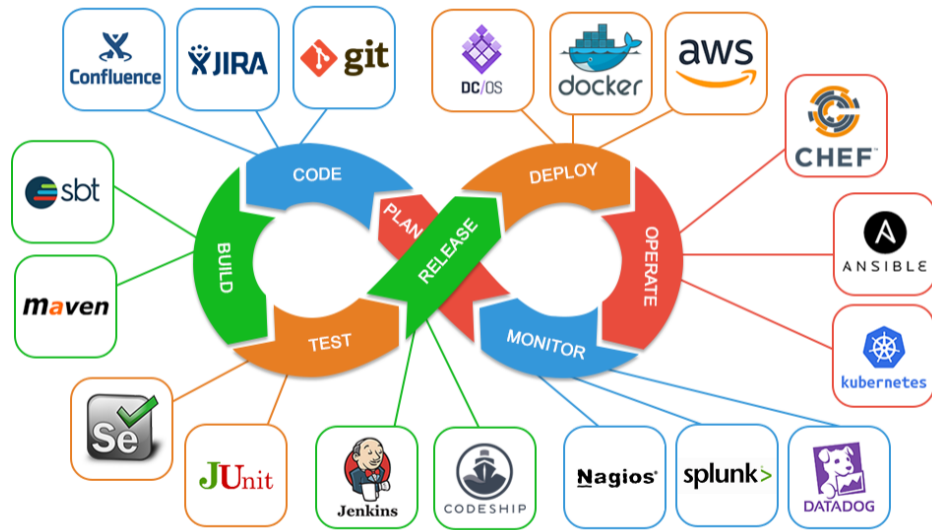 Confluence
JIRA
git
DC/OS
docker
aws
CHEF™
sbt
CODE
DEPLOY
PLAN
RELEASE
BUILD
OPERATE
ANSIBLE
maven
TEST
MONITOR
kubernetes
Se
JUnit
Jenkins
CODESHIP
Nagios®
splunk>
DATADOG